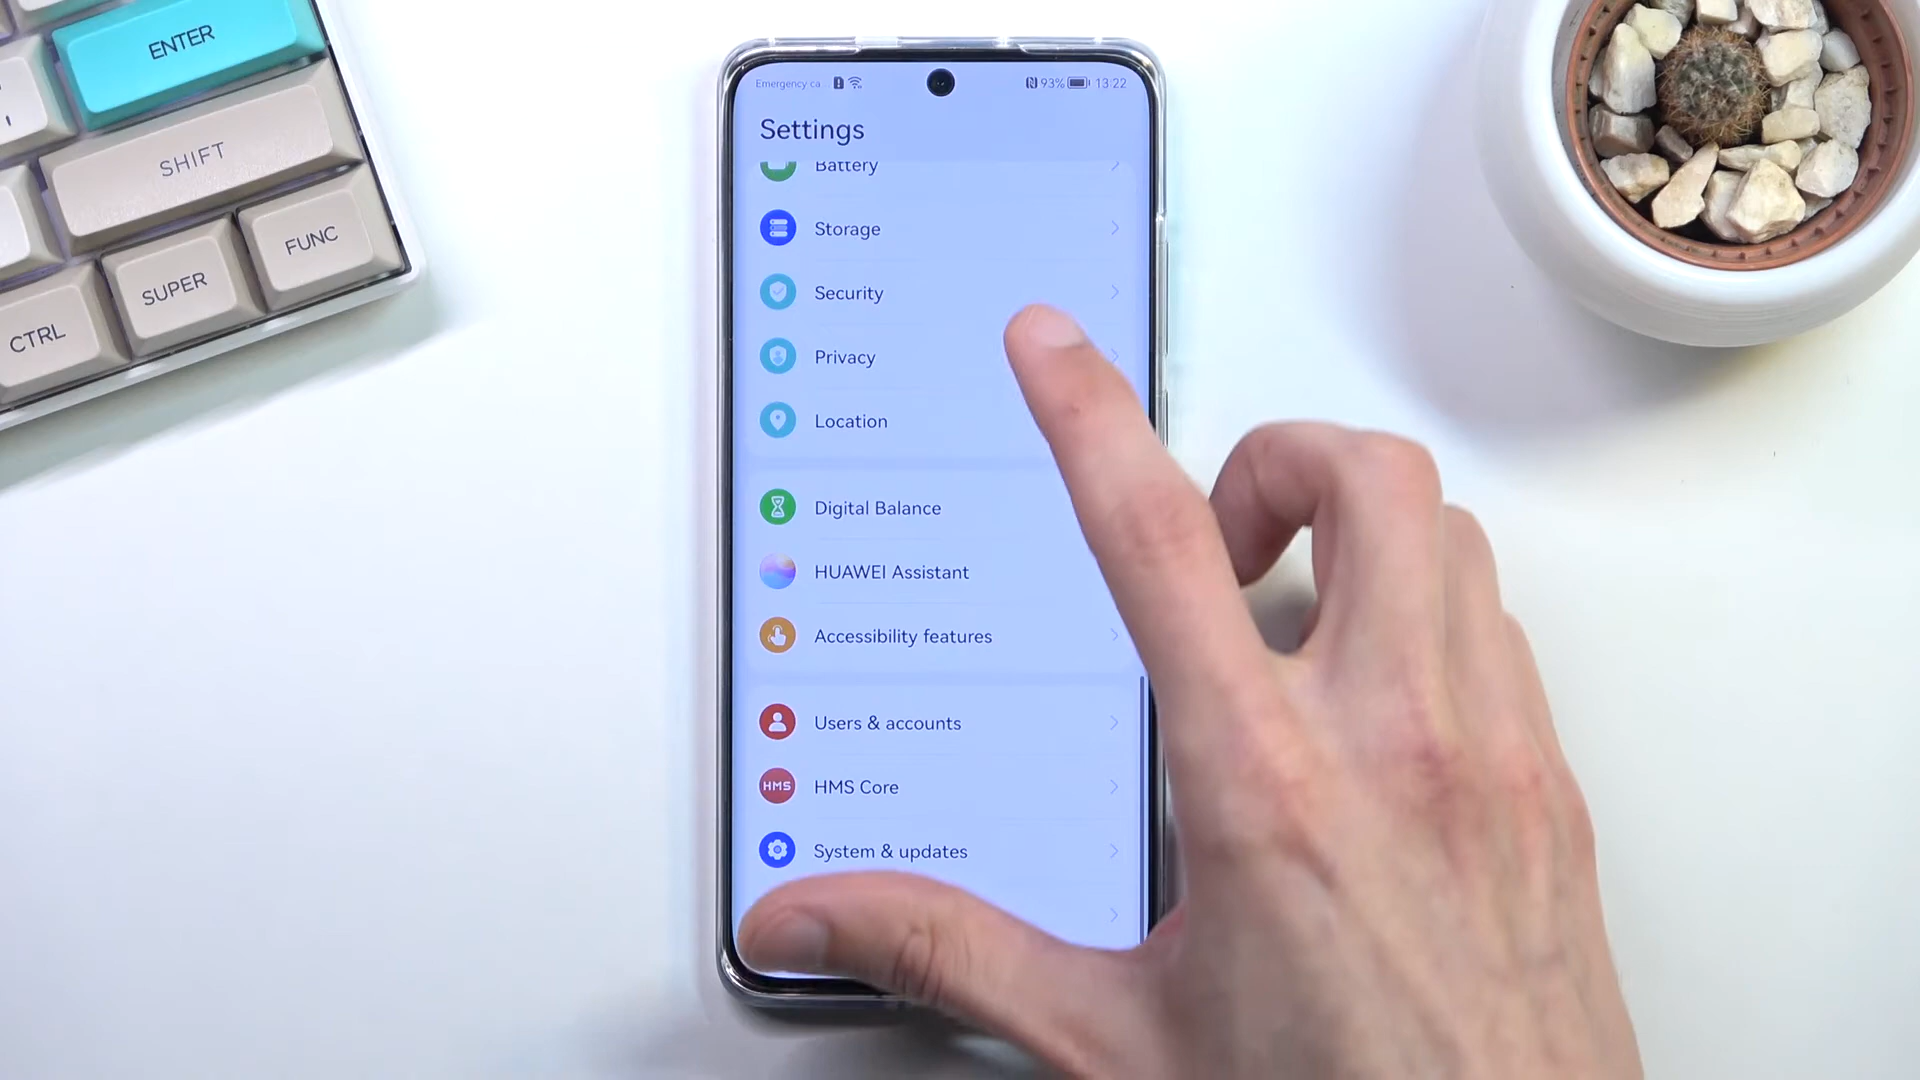 ENTER
SHIFT
FUNC
SUPER
CTRL
Emergency ca
93%
13:22
Settings
Battery
Storage
Security
Privacy
Location
Digital Balance
HUAWEI Assistant
Accessibility features
Users & accounts
HMS
HMS Core
System & updates